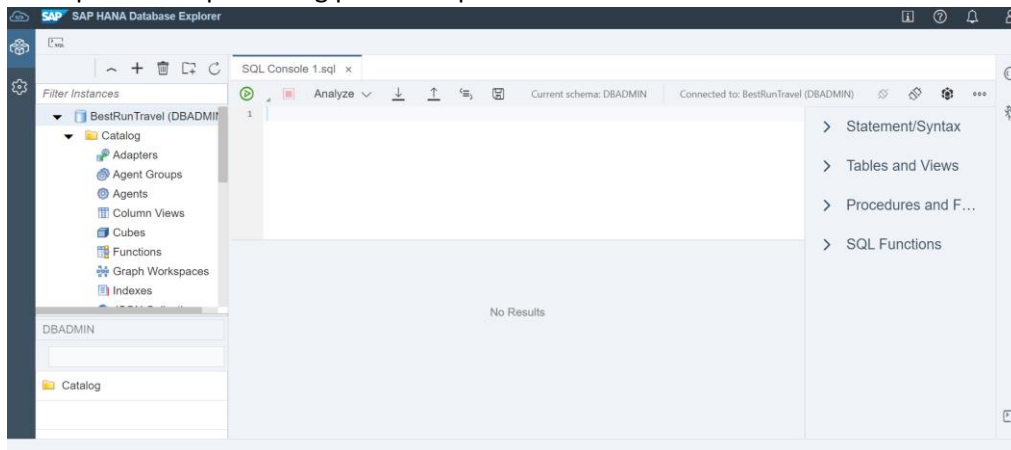 SAP SAP HANA Database Explorer
SQL Console 1.sql ×
Filter Instances
Analyze
Current schema: DBADMIN
Connected to: BestRunTravel (DBADMIN)
BestRunTravel (DBADMI
1
Catalog
Adapters
Agent Groups
Agents
Column Views
Cubes
Functions
Graph Workspaces
Indexes
Statement/Syntax
Tables and Views
Procedures and F...
SQL Functions
No Results
DBADMIN
Catalog